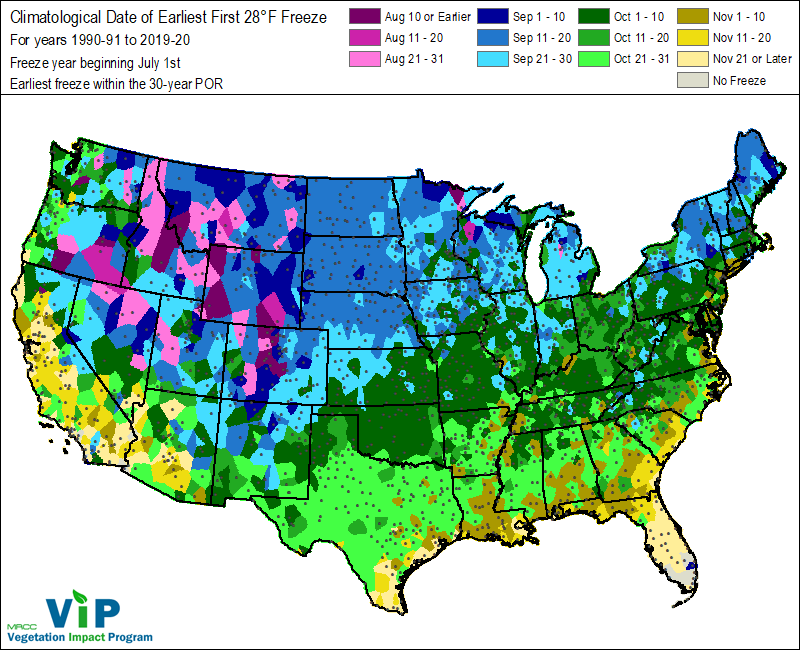 Climatological Date of Earliest First 28°F Freeze
For years 1990-91 to 2019-20
Freeze year beginning July 1st
Earliest freeze within the 30-year POR
Aug 10 or Earlier
Aug 11 - 20
Aug 21 - 31
Sep 1 - 10
Sep 11 - 20
Sep 21 - 30
Oct 1 - 10
Oct 11 - 20
Oct 21 - 31
Nov 1 - 10
Nov 11 - 20
Nov 21 or Later
No Freeze
MRCC
ViP
Vegetation Impact Program